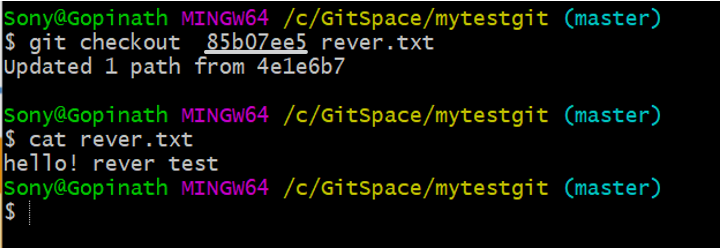 Sony@Gopinath MINGW64 /c/GitSpace/mytestgit (master)
$ git checkout  85b07ee5 rever.txt
Updated 1 path from 4e1e6b7

Sony@Gopinath MINGW64 /c/GitSpace/mytestgit (master)
$ cat rever.txt
hello! rever test
Sony@Gopinath MINGW64 /c/GitSpace/mytestgit (master)
$